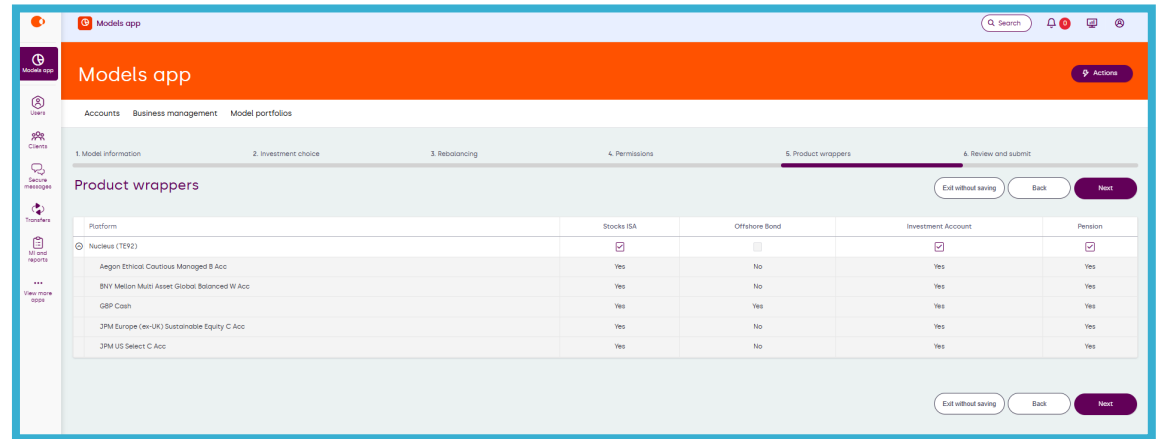 Models app
Search
0
Models app
Actions
Models app
Users
Clients
Secure
messages
Transfers
MI and
reports
View more
apps
Accounts Business management Model portfolios
1. Model information 2. Investment choice 3. Rebalancing 4. Permissions 5. Product wrappers 6. Review and submit
Product wrappers
Exit without saving Back Next
Platform Stocks ISA Offshore Bond Investment Account Pension
Nucleus (TE92)
Aegon Ethical Cautious Managed B Acc Yes No Yes Yes
BNY Mellon Multi Asset Global Balanced W Acc Yes No Yes Yes
GBP Cash Yes Yes Yes Yes
JPM Europe (ex-UK) Sustainable Equity C Acc Yes No Yes Yes
JPM US Select C Acc Yes No Yes Yes
Exit without saving Back Next